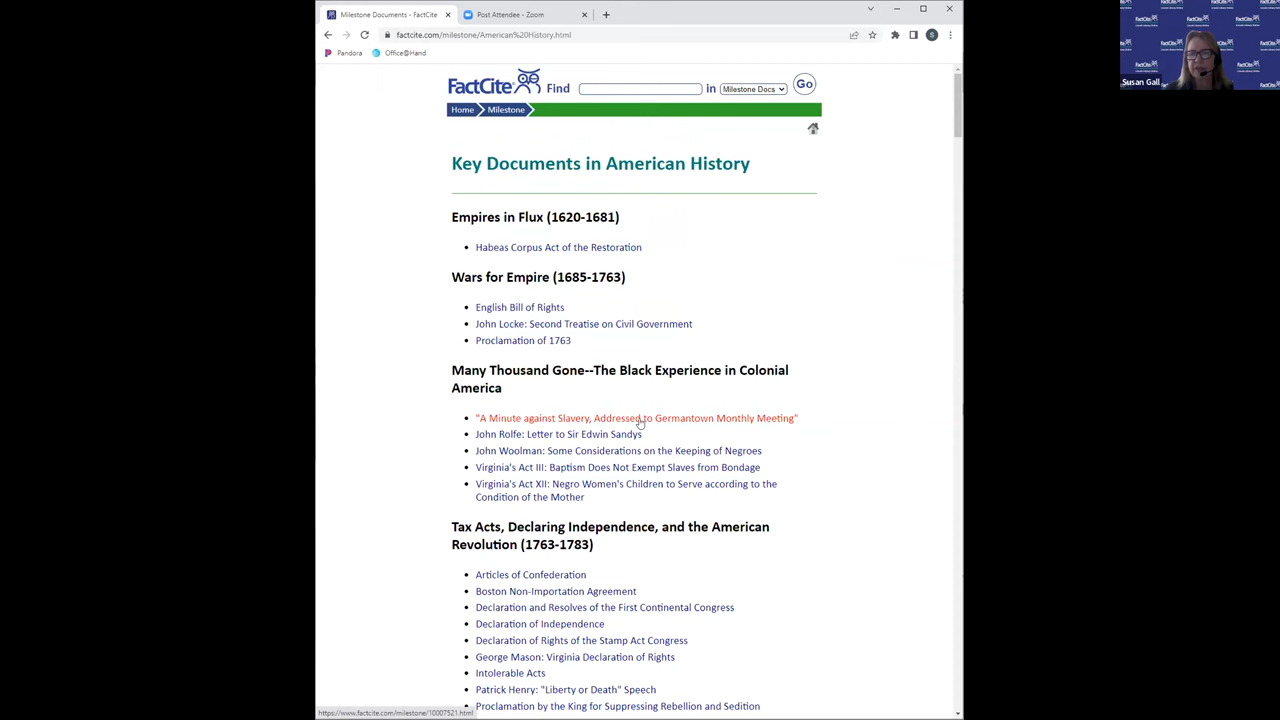 Milestone Documents - FactCite
Post Attendee - Zoom
factcite.com/milestone/American%20History.html
S
Pandora
Office@Hand
FactCite
Find
in
Milestone Docs
Go
Home
Milestone
Key Documents in American History
Empires in Flux (1620-1681)
Habeas Corpus Act of the Restoration
Wars for Empire (1685-1763)
English Bill of Rights
John Locke: Second Treatise on Civil Government
Proclamation of 1763
Many Thousand Gone--The Black Experience in Colonial
America
"A Minute against Slavery, Addressed to Germantown Monthly Meeting"
John Rolfe: Letter to Sir Edwin Sandys
John Woolman: Some Considerations on the Keeping of Negroes
Virginia's Act III: Baptism Does Not Exempt Slaves from Bondage
Virginia's Act XII: Negro Women's Children to Serve according to the
Condition of the Mother
Tax Acts, Declaring Independence, and the American
Revolution (1763-1783)
Articles of Confederation
Boston Non-Importation Agreement
Declaration and Resolves of the First Continental Congress
Declaration of Independence
Declaration of Rights of the Stamp Act Congress
George Mason: Virginia Declaration of Rights
Intolerable Acts
Patrick Henry: "Liberty or Death" Speech
Proclamation by the King for Suppressing Rebellion and Sedition
https://www.factcite.com/milestone/10007521.html
Susan Gall